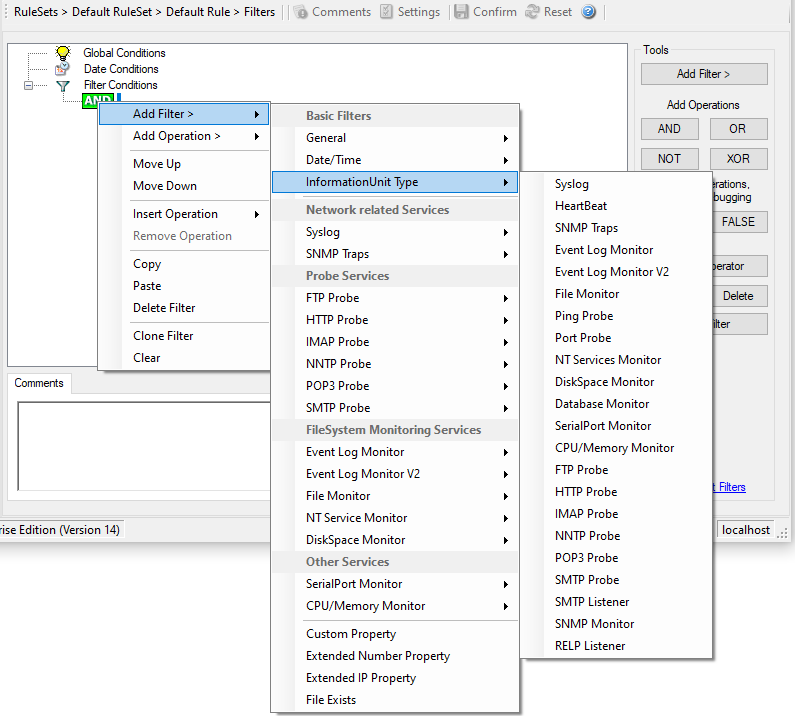 RuleSets > Default RuleSet > Default Rule > Filters
Comments
Settings
Confirm
Reset
Global Conditions
Date Conditions
Filter Conditions
AND
Add Filter >
Add Operation >
Move Up
Move Down
Insert Operation
Remove Operation
Copy
Paste
Delete Filter
Clone Filter
Clear
Basic Filters
General
Date/Time
InformationUnit Type
Network related Services
Syslog
SNMP Traps
Probe Services
FTP Probe
HTTP Probe
IMAP Probe
NNTP Probe
POP3 Probe
SMTP Probe
FileSystem Monitoring Services
Event Log Monitor
Event Log Monitor V2
File Monitor
NT Service Monitor
DiskSpace Monitor
Other Services
SerialPort Monitor
CPU/Memory Monitor
Custom Property
Extended Number Property
Extended IP Property
File Exists
Syslog
HeartBeat
SNMP Traps
Event Log Monitor
Event Log Monitor V2
File Monitor
Ping Probe
Port Probe
NT Services Monitor
DiskSpace Monitor
Database Monitor
SerialPort Monitor
CPU/Memory Monitor
FTP Probe
HTTP Probe
IMAP Probe
NNTP Probe
POP3 Probe
SMTP Probe
SMTP Listener
SNMP Monitor
RELP Listener
Tools
Add Filter >
Add Operations
AND
OR
NOT
XOR
FALSE
Delete
Filters
Comments
Edition (Version 14)
localhost